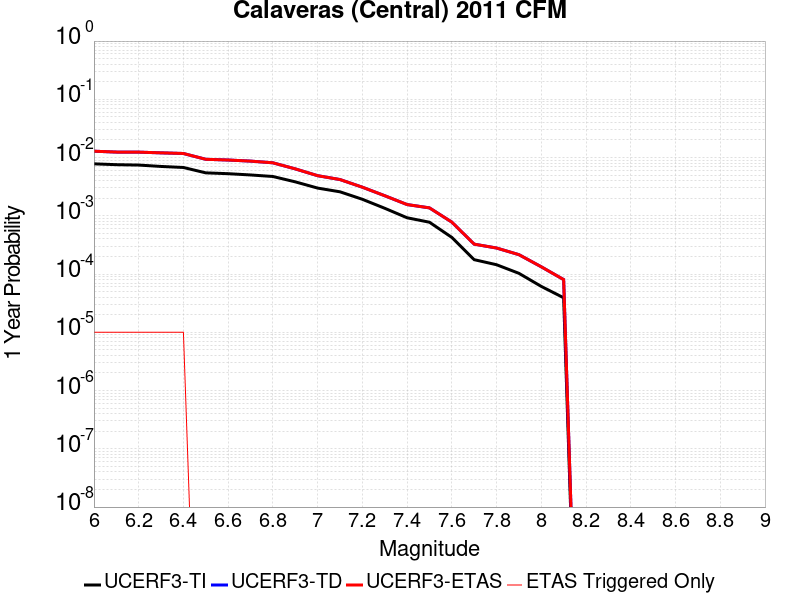 Calaveras (Central) 2011 CFM
1 Year Probability
10^0
10^-1
10^-2
10^-3
10^-4
10^-5
10^-6
10^-7
10^-8
6 6.2 6.4 6.6 6.8 7 7.2 7.4 7.6 7.8 8 8.2 8.4 8.6 8.8 9
Magnitude
UCERF3-TI UCERF3-TD UCERF3-ETAS ETAS Triggered Only